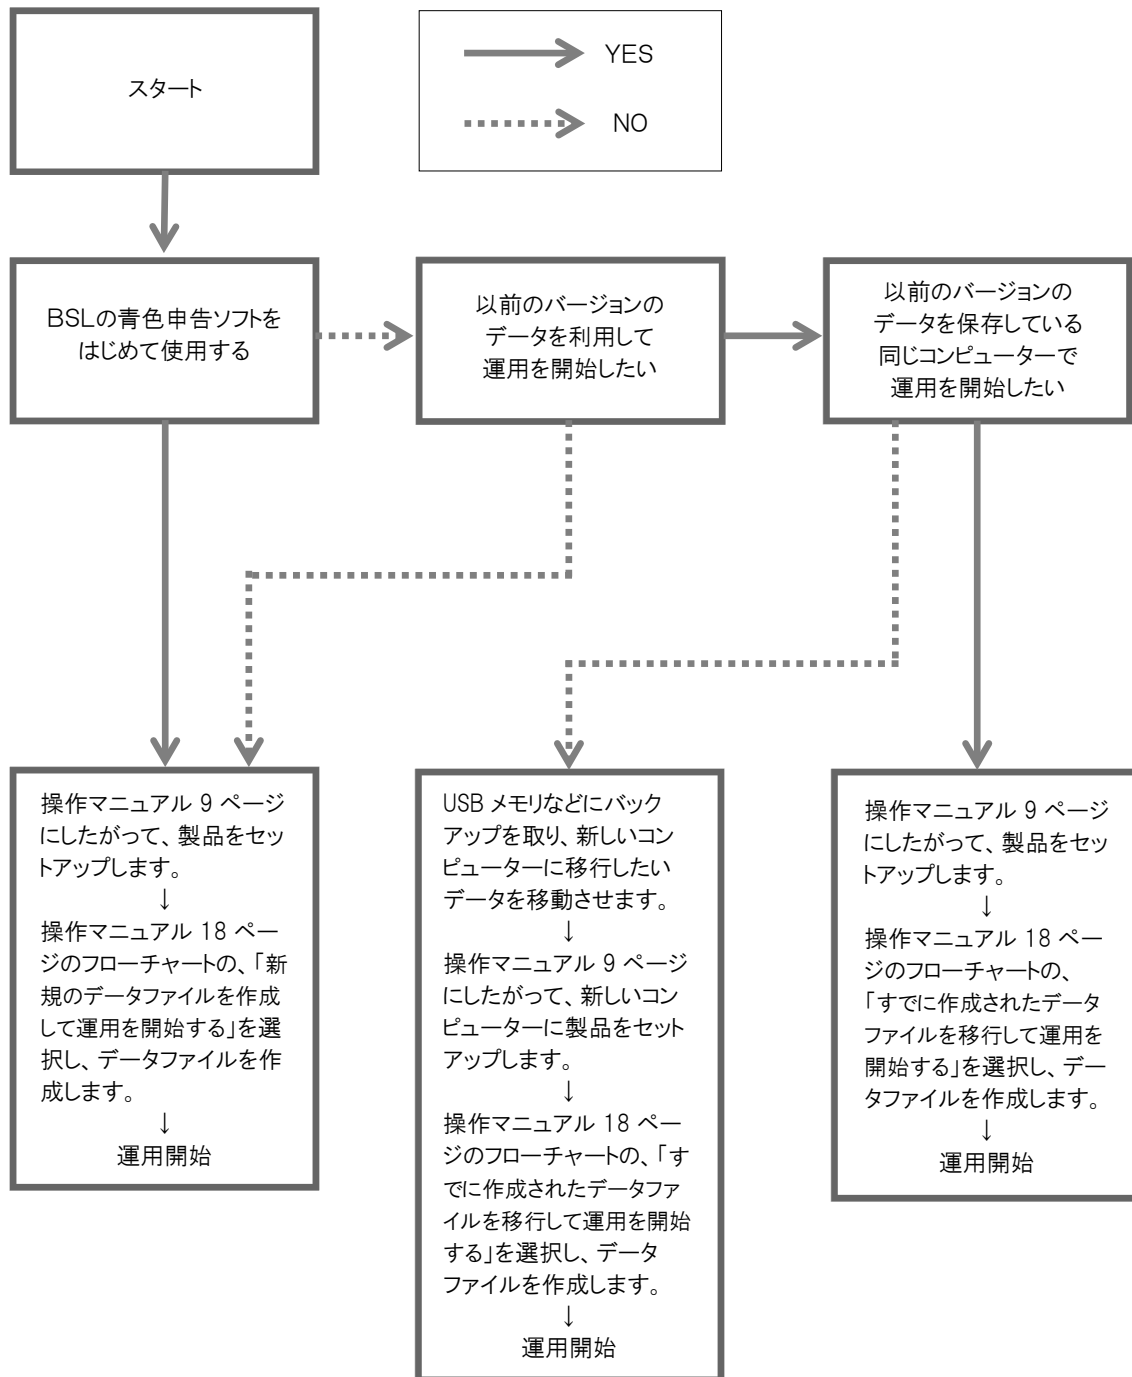 スタート
YES
NO
BSLの青色申告ソフトを
はじめて使用する
以前のバージョンの
データを利用して
運用を開始したい
以前のバージョンの
データを保存している
同じコンピューターで
運用を開始したい
操作マニュアル 9 ページ
にしたがって、製品をセッ
トアップします。
↓
操作マニュアル 18 ペー
ジのフローチャートの、「新
規のデータファイルを作成
して運用を開始する」を選
択し、データファイルを作
成します。
↓
運用開始
USB メモリなどにバック
アップを取り、新しいコン
ピューターに移行したい
データを移動させます。
↓
操作マニュアル 9 ページ
にしたがって、新しいコン
ピューターに製品をセット
アップします。
↓
操作マニュアル 18 ペー
ジのフローチャートの、「す
でに作成されたデータファ
イルを移行して運用を開始
する」を選択し、データ
ファイルを作成します。
↓
運用開始
操作マニュアル 9 ページ
にしたがって、製品をセッ
トアップします。
↓
操作マニュアル 18 ペー
ジのフローチャートの、
「すでに作成されたデータ
ファイルを移行して運用を
開始する」を選択し、デー
タファイルを作成します。
↓
運用開始